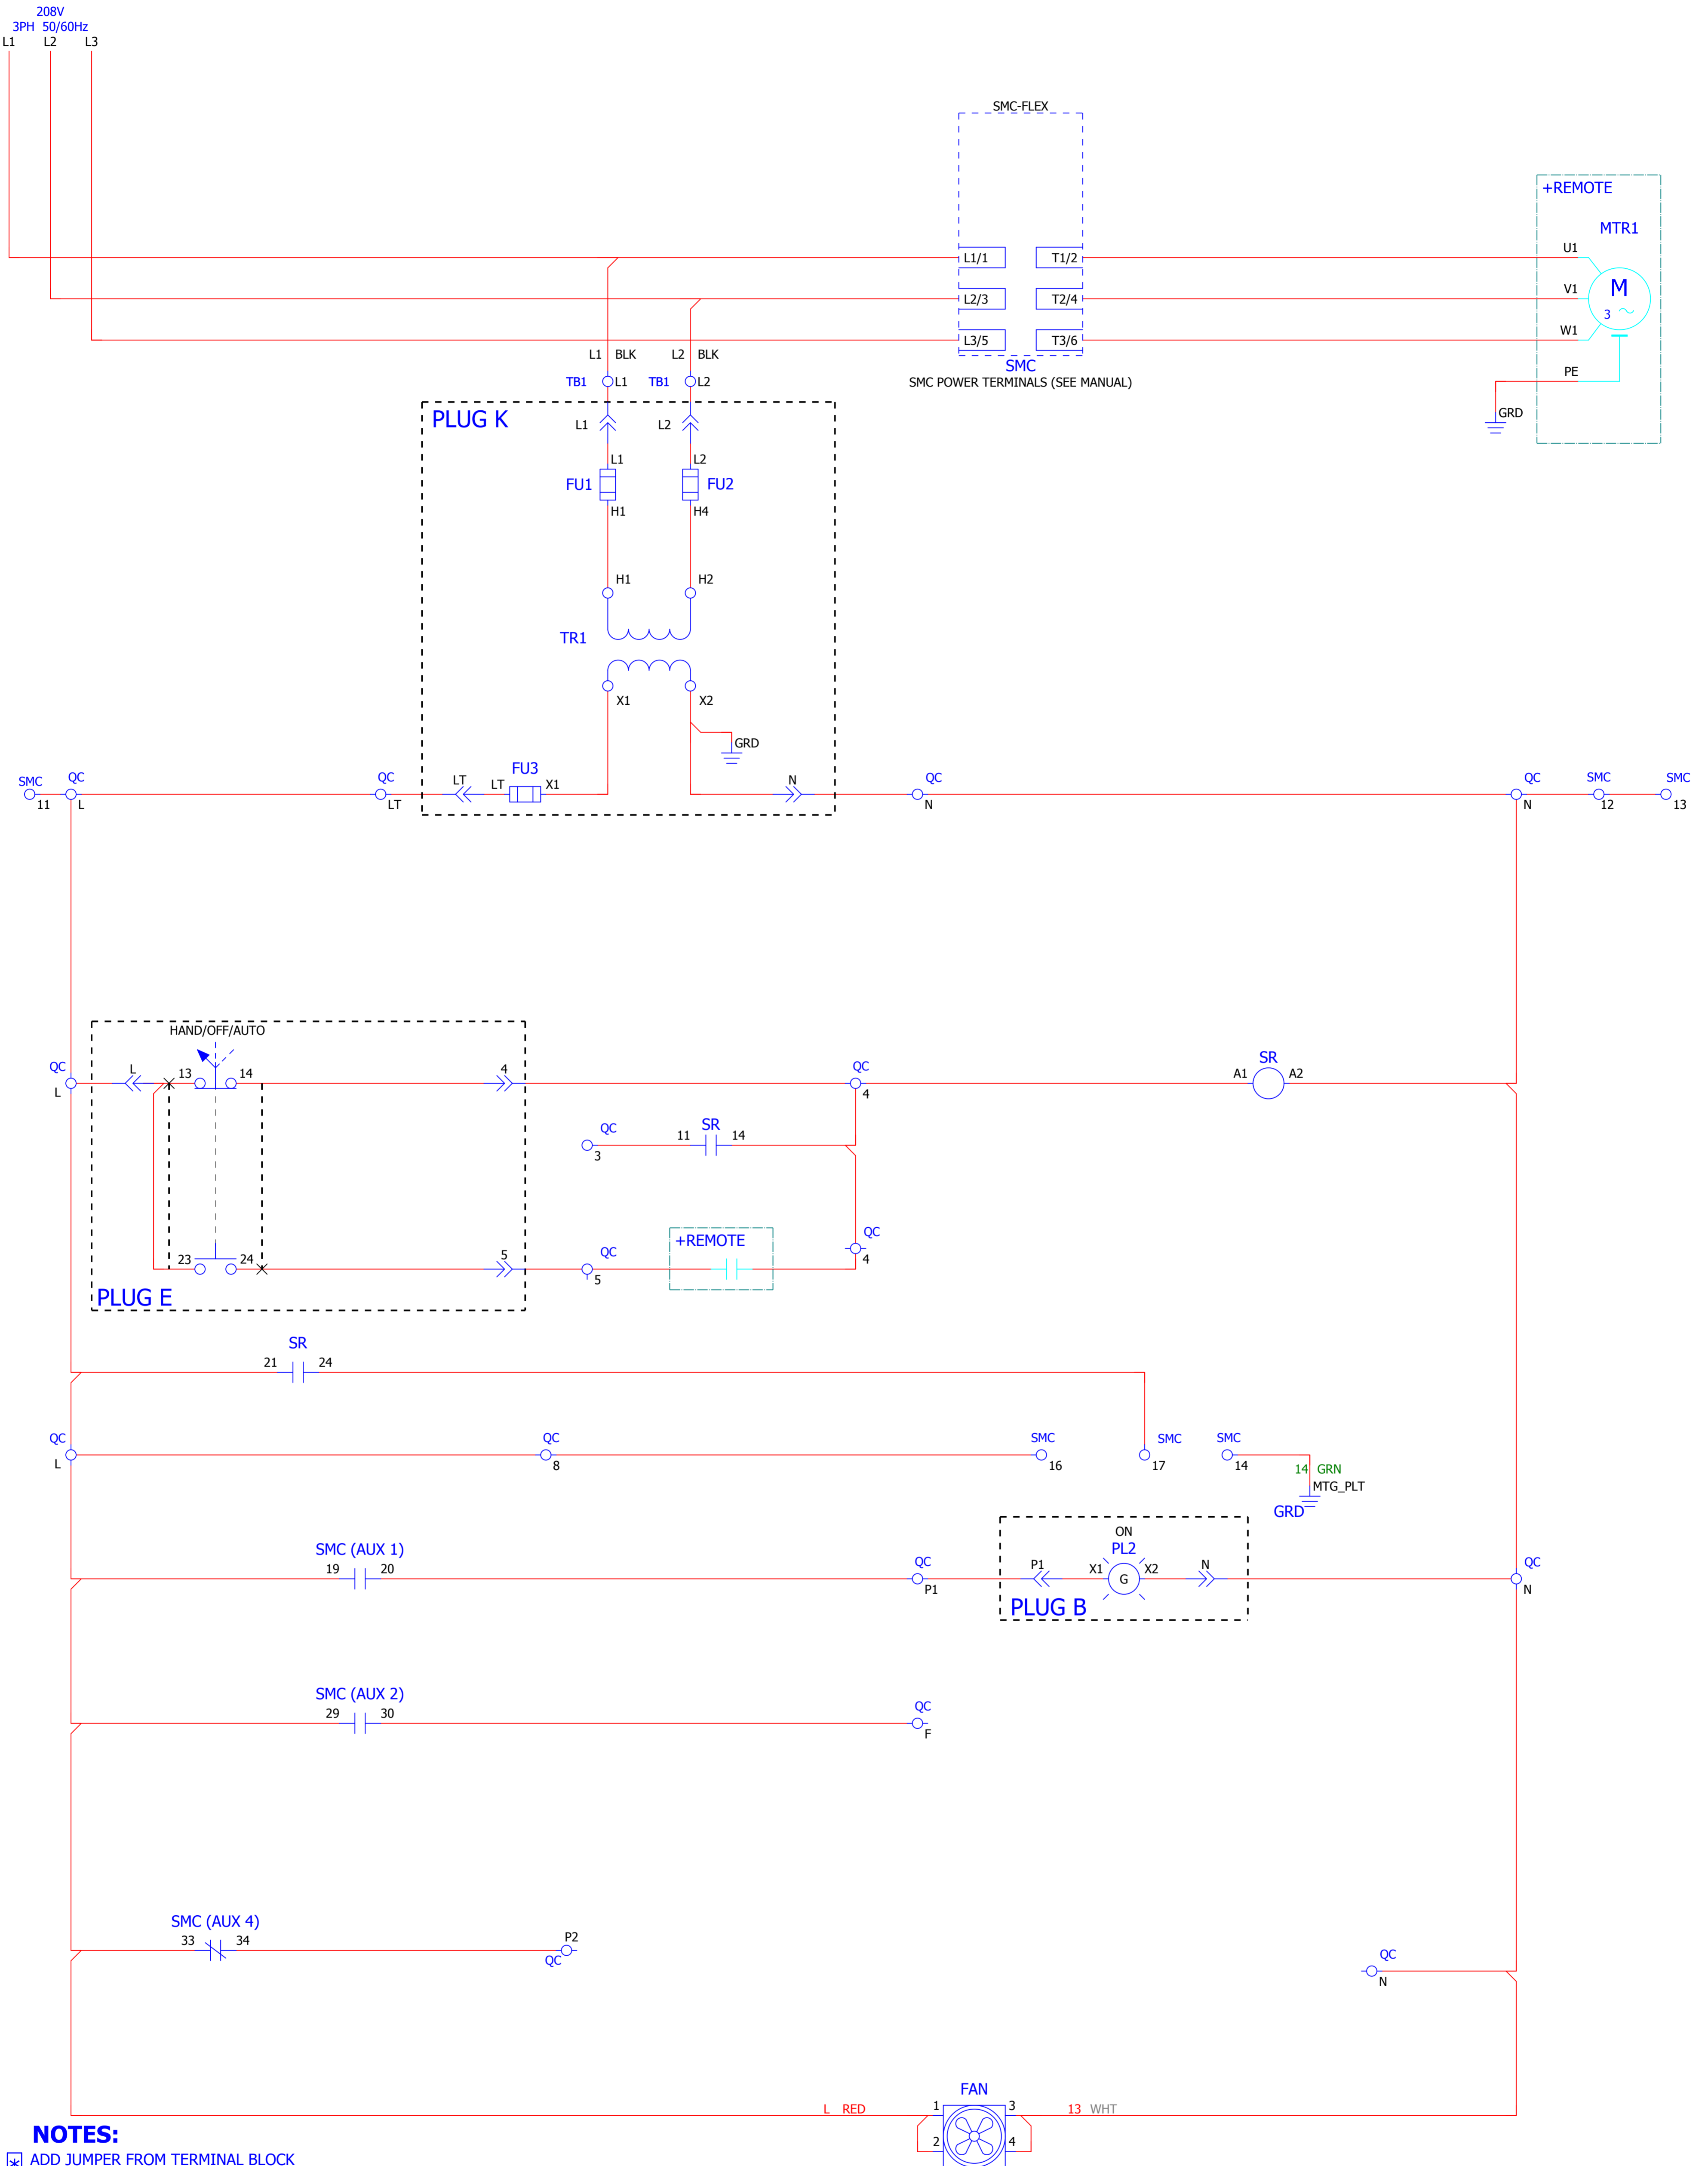 208V
3PH 50/60Hz
L1 L2 L3
SMC-FLEX
+REMOTE
MTR1
L1/1 T1/2 U1
M
3
L2/3 T2/4 V1
L3/5 T3/6 W1
L1 BLK L2 BLK
SMC
SMC POWER TERMINALS (SEE MANUAL)
PE
TB1 L1 TB1 L2
GRD
PLUG K
L1 L2
L1 L2
FU1 FU2
H1 H4
H1 H2
TR1
X1 X2
GRD
SMC QC QC LT LT FU3 X1 N QC QC SMC SMC
11 L LT N N 12 13
HAND/OFF/AUTO
QC L 13 14 4 QC SR
L 4 A1 A2
QC 11 SR 14
3
+REMOTE QC
4
23 24 5 QC
5
PLUG E
SR
21 24
QC QC SMC SMC SMC
L 8 16 17 14
14 GRN
MTG_PLT
GRD
ON
SMC (AUX 1) PL2
19 20 QC P1 X1 G X2 N QC
P1 N
PLUG B
SMC (AUX 2)
29 30 QC
F
SMC (AUX 4)
33 34 P2
QC
QC
N
FAN
L RED 1 3 13 WHT
2 4
NOTES:
* ADD JUMPER FROM TERMINAL BLOCK